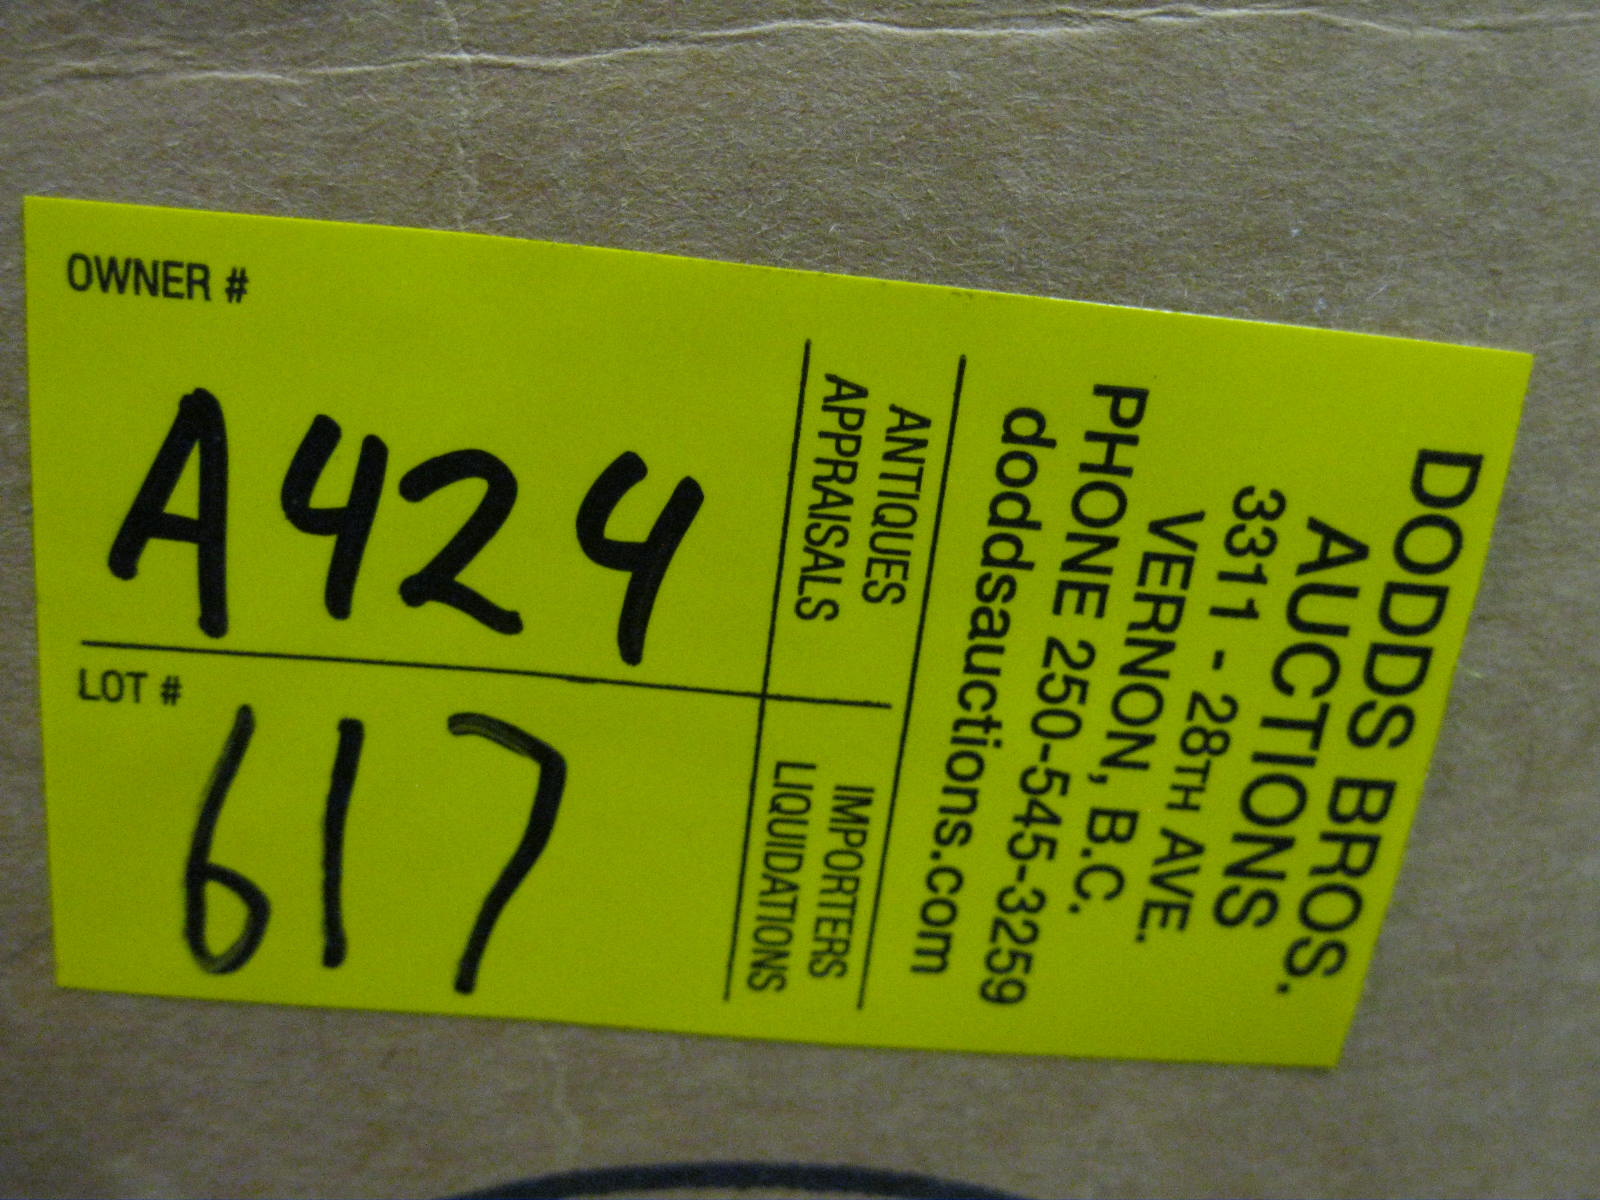 OWNER #
A424
LOT #
617
DODDS BROS.
AUCTIONS
3311 - 28TH AVE.
VERNON, B.C.
PHONE 250-545-3259
doddsauctions.com
ANTIQUES
APPRAISALS
IMPORTERS
LIQUIDATIONS